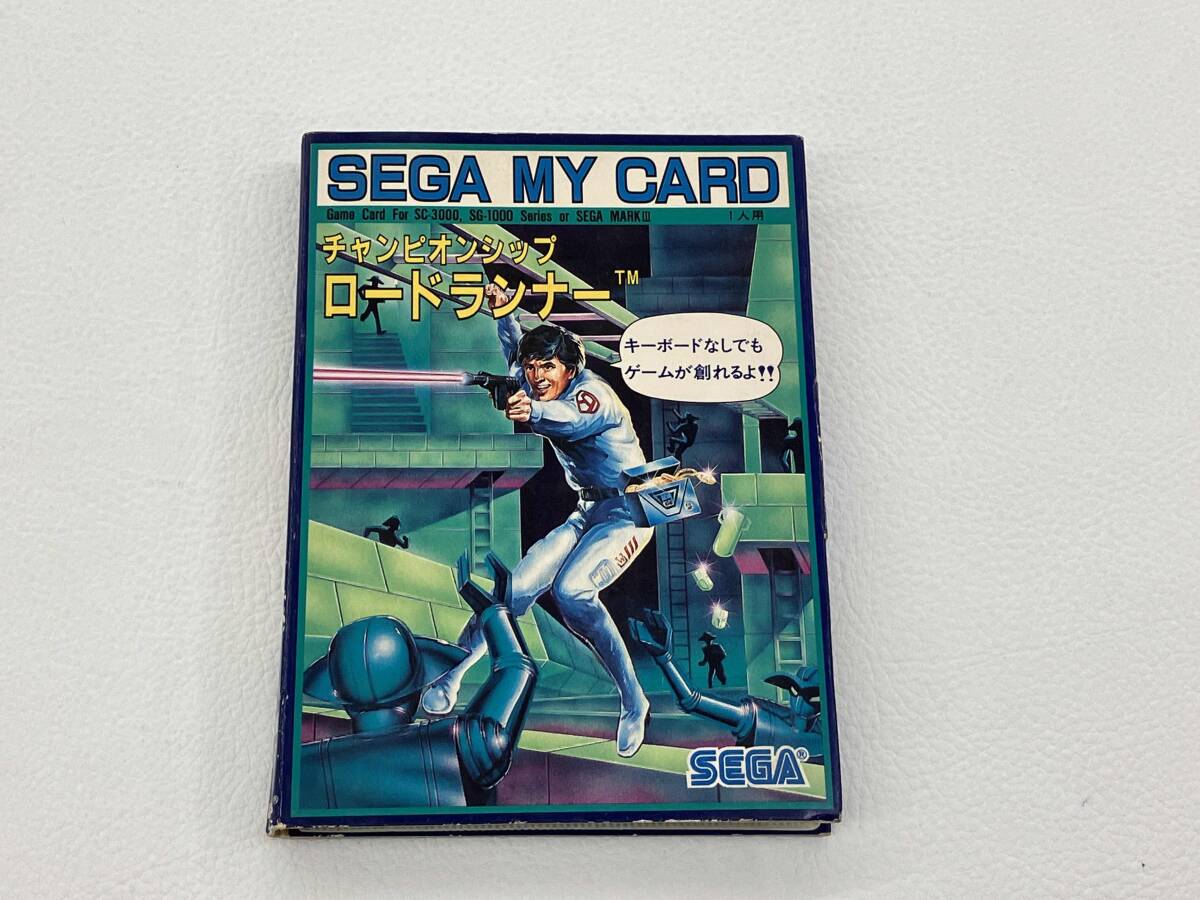 SEGA MY CARD
Game Card For SC-3000, SG-1000 Series or SEGA MARKIII
1人用
チャンピオンシップ
ロードランナー™
キーボードなしでも
ゲームが創れるよ!!
SEGA®